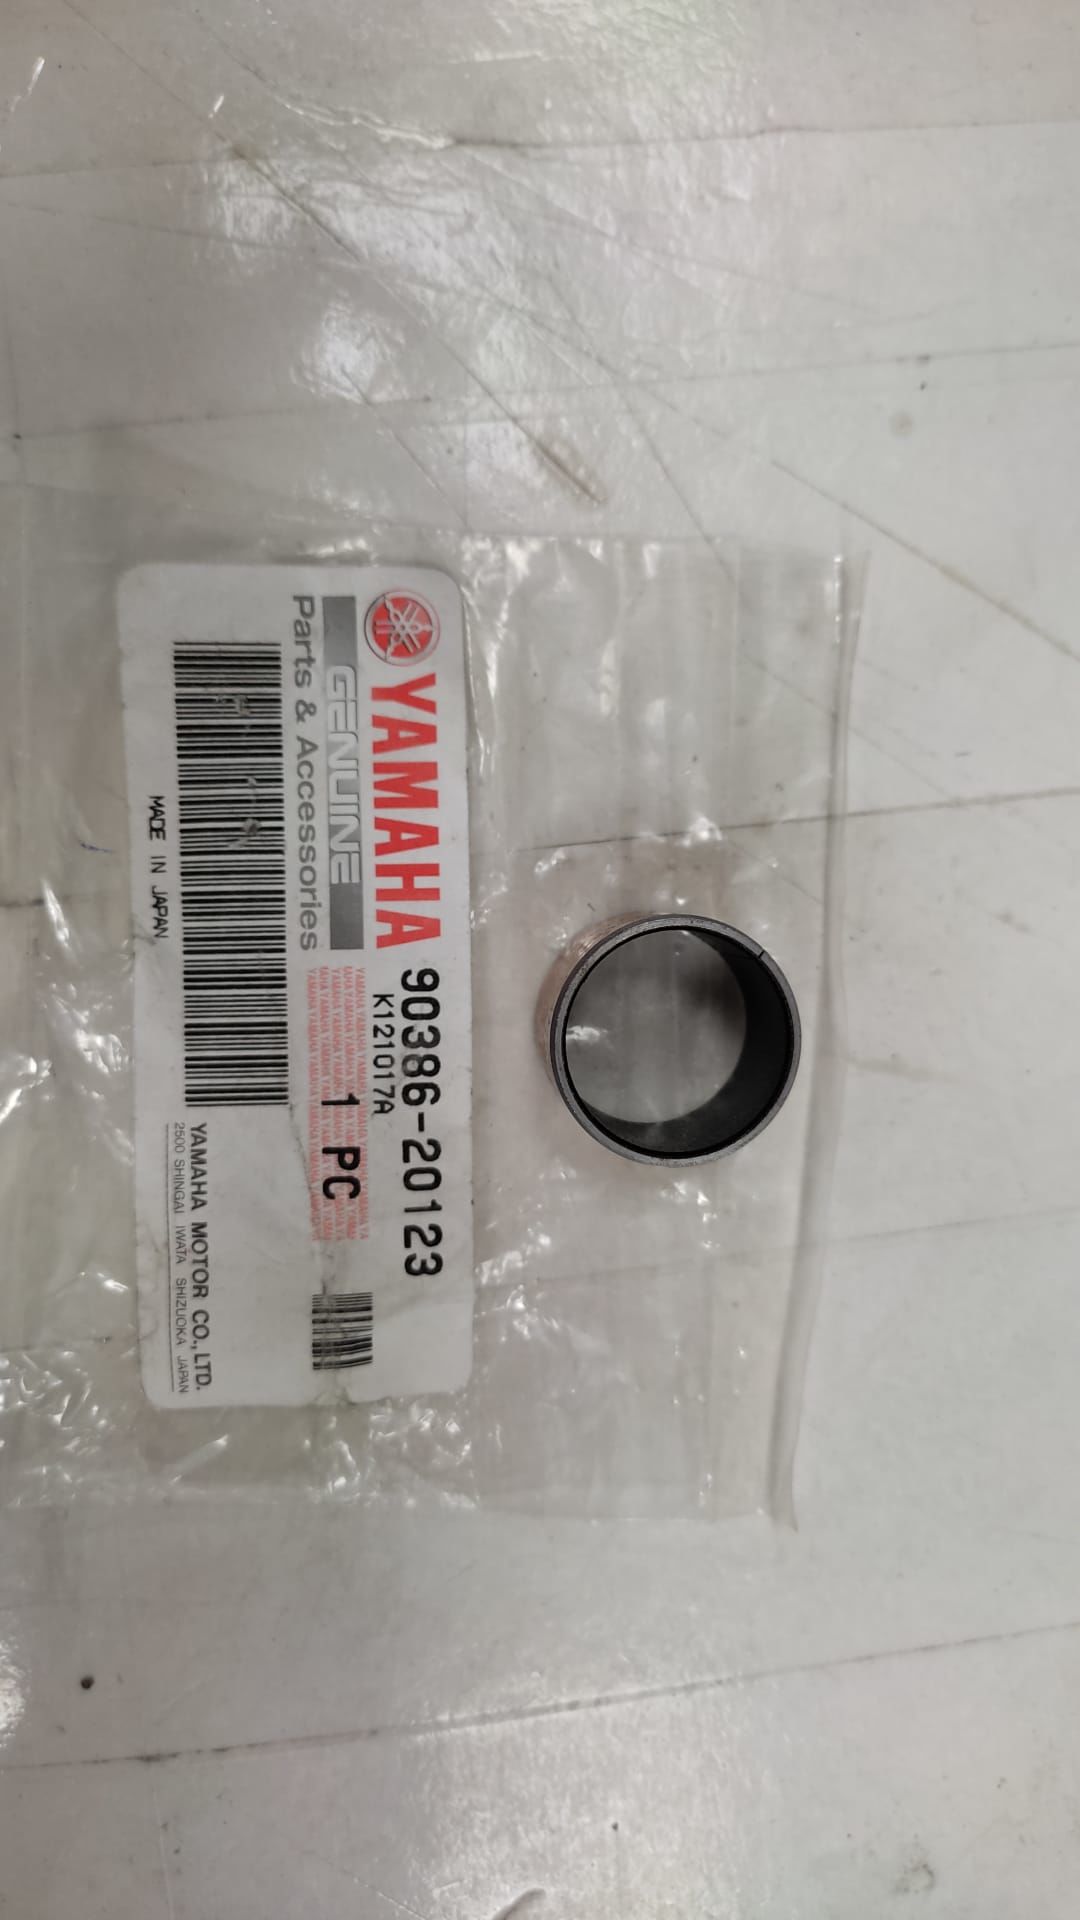 YAMAHA
90386-20123
GENUINE
K121017A
Parts & Accessories
1 PC
MADE IN JAPAN
YAMAHA MOTOR CO., LTD.
2500 SHINGAI IWATA SHIZUOKA JAPAN